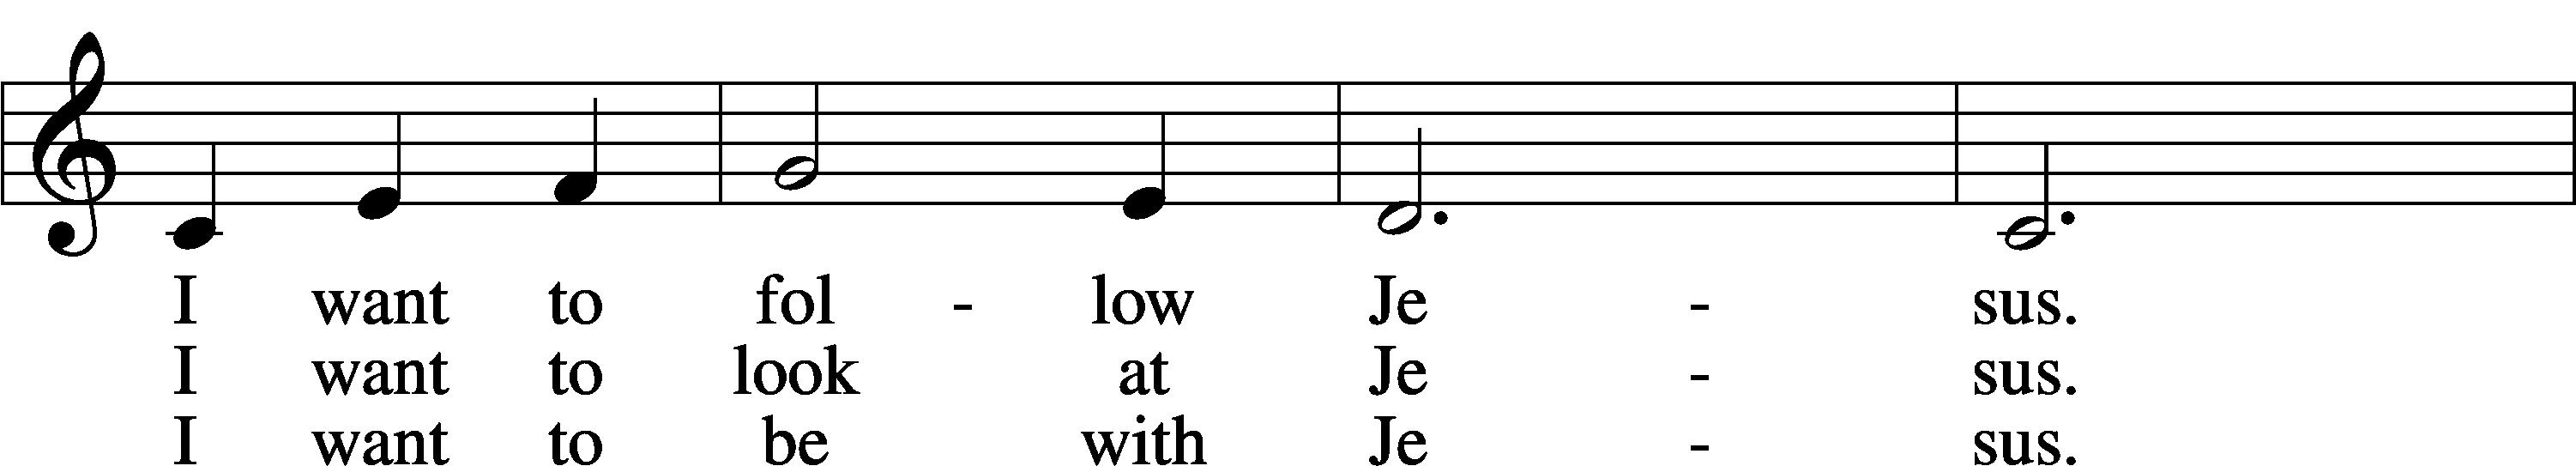 I want to fol - low Je - sus.
I want to look at Je - sus.
I want to be with Je - sus.